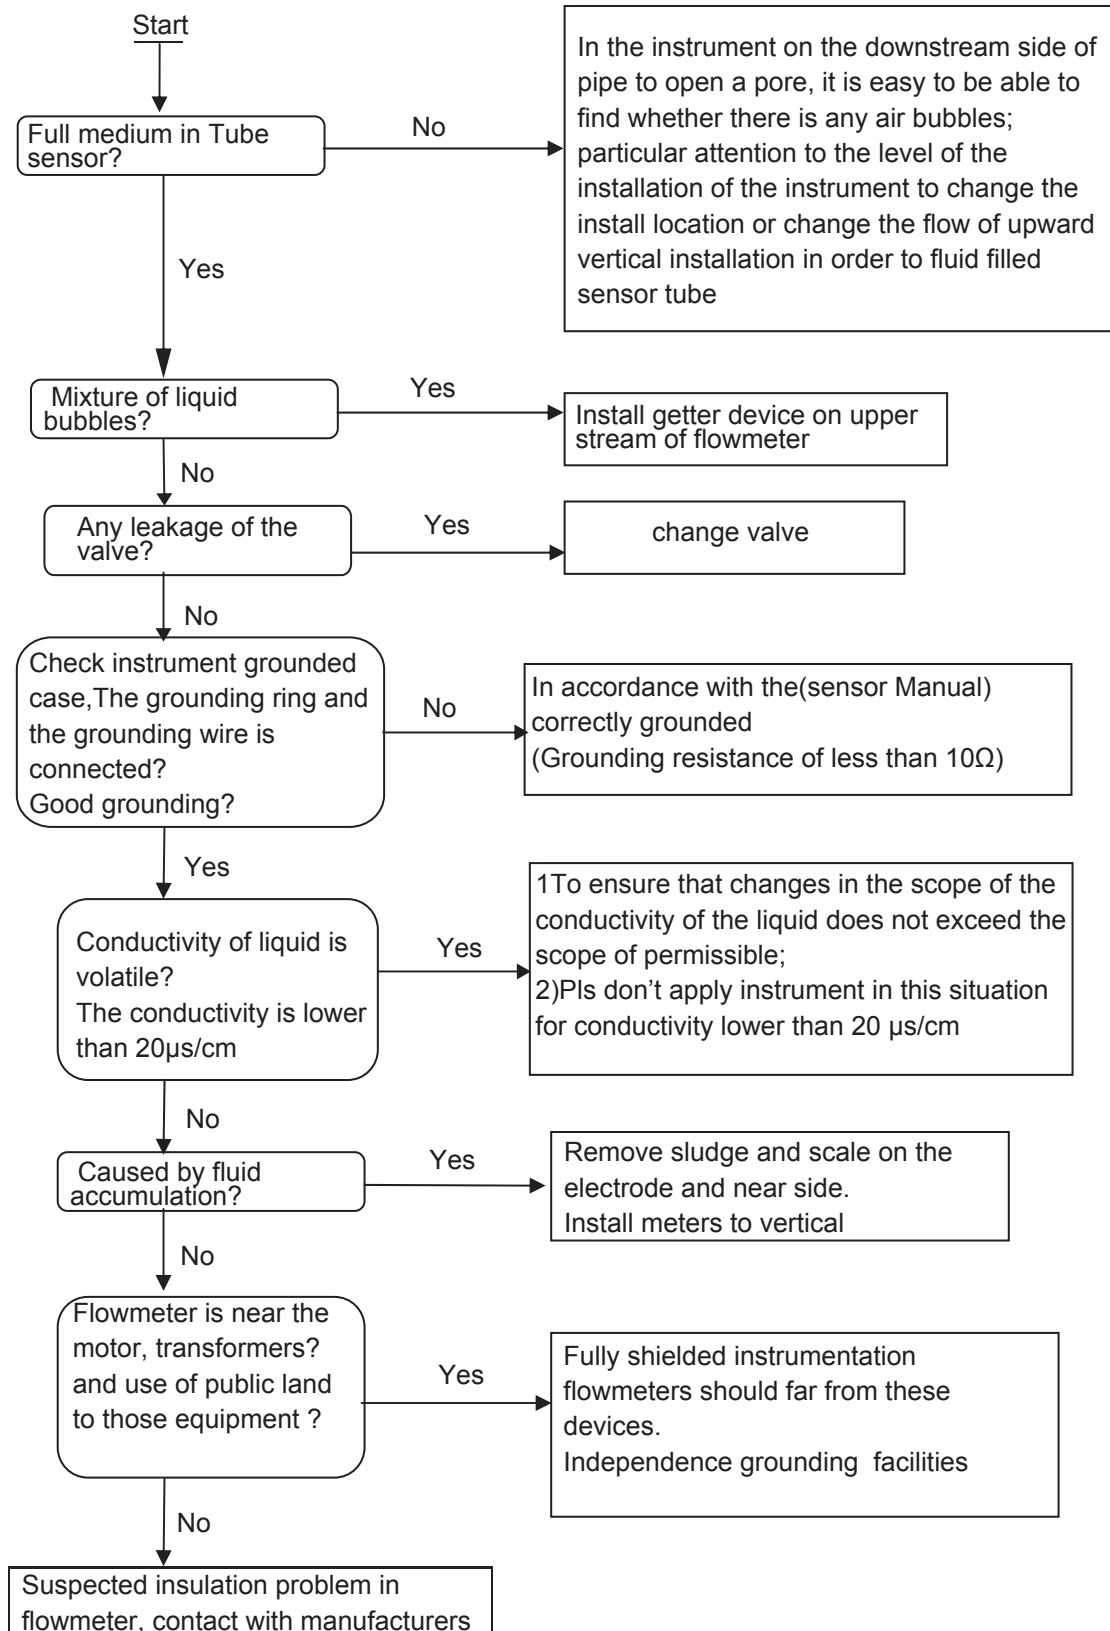 Start
Full medium in Tube
sensor?
No
In the instrument on the downstream side of
pipe to open a pore, it is easy to be able to
find whether there is any air bubbles;
particular attention to the level of the
installation of the instrument to change the
install location or change the flow of upward
vertical installation in order to fluid filled
sensor tube
Yes
Mixture of liquid
bubbles?
Yes
Install getter device on upper
stream of flowmeter
No
Any leakage of the
valve?
Yes
change valve
No
Check instrument grounded
case,The grounding ring and
the grounding wire is
connected?
Good grounding?
No
In accordance with the(sensor Manual)
correctly grounded
(Grounding resistance of less than 10Ω)
Yes
Conductivity of liquid is
volatile?
The conductivity is lower
than 20μs/cm
Yes
1To ensure that changes in the scope of the
conductivity of the liquid does not exceed the
scope of permissible;
2)Pls don’t apply instrument in this situation
for conductivity lower than 20 μs/cm
No
Caused by fluid
accumulation?
Yes
Remove sludge and scale on the
electrode and near side.
Install meters to vertical
No
Flowmeter is near the
motor, transformers?
and use of public land
to those equipment ?
Yes
Fully shielded instrumentation
flowmeters should far from these
devices.
Independence grounding facilities
No
Suspected insulation problem in
flowmeter, contact with manufacturers